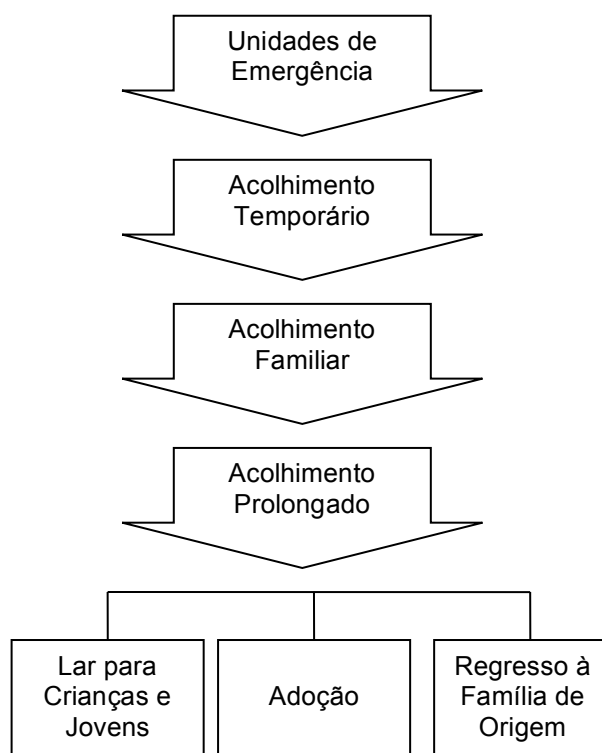 Unidades de
Emergência
Acolhimento
Temporário
Acolhimento
Familiar
Acolhimento
Prolongado
Lar para
Crianças e
Jovens
Adoção
Regresso à
Família de
Origem